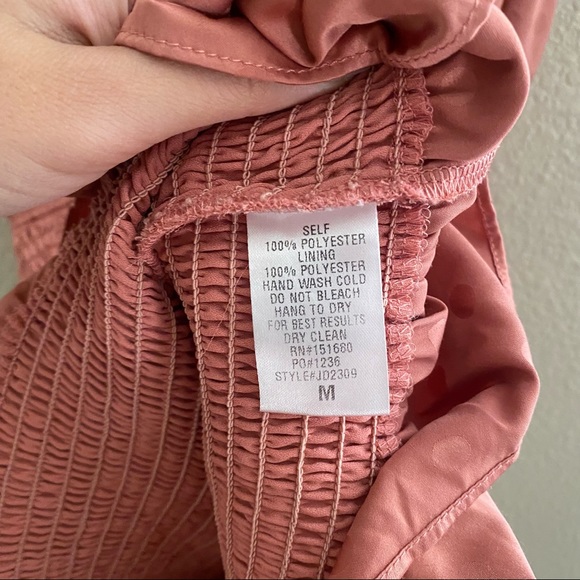 SELF
100% POLYESTER
LINING
100% POLYESTER
HAND WASH COLD
DO NOT BLEACH
HANG TO DRY
FOR BEST RESULTS
DRY CLEAN
RN#151680
PO#1236
STYLE#JD2309
M